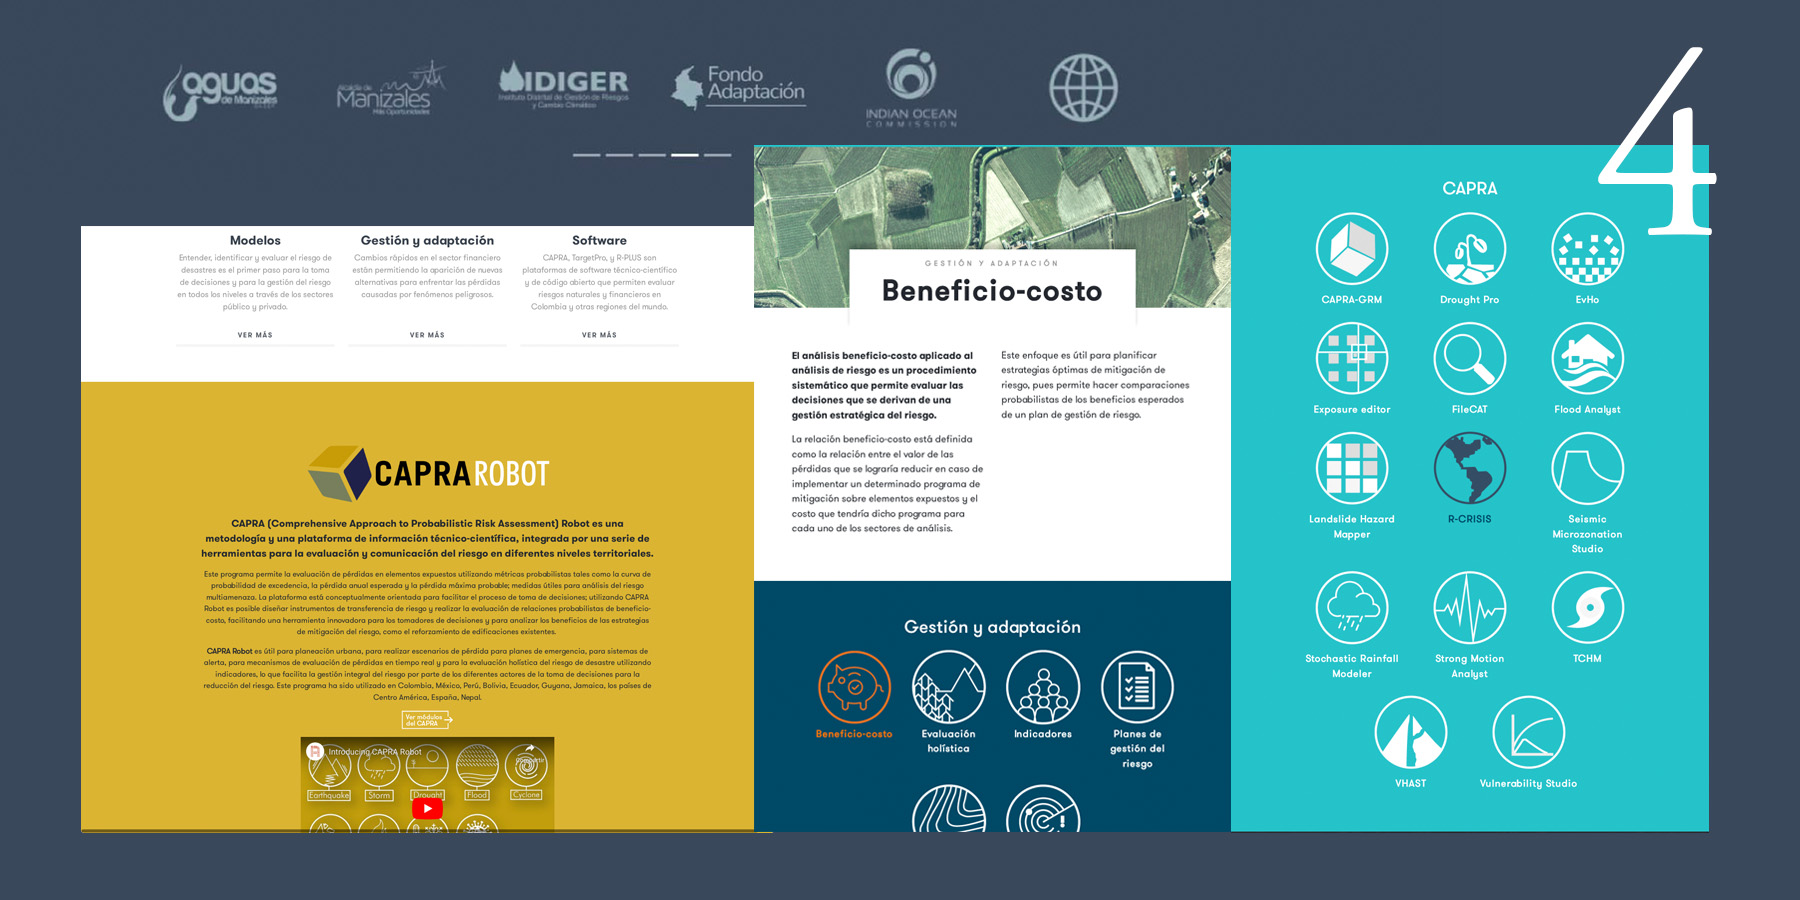 aguas
de Manizales
Alcaldía de
Manizales
Más Oportunidades
IDIGER
Instituto Distrital de Gestión de Riesgos
y Cambio Climático
Fondo
Adaptación
INDIAN OCEAN
COMMISSION
4
Modelos
Entender, identificar y evaluar el riesgo de
desastres es el primer paso para la toma
de decisiones y para la gestión del riesgo
en todos los niveles a través de los sectores
público y privado.
VER MÁS
Gestión y adaptación
Cambios rápidos en el sector financiero
están permitiendo la aparición de nuevas
alternativas para enfrentar las pérdidas
causadas por fenómenos peligrosos.
VER MÁS
Software
CAPRA, TargetPro, y R-PLUS son
plataformas de software técnico-científico
y de código abierto que permiten evaluar
riesgos naturales y financieros en
Colombia y otras regiones del mundo.
VER MÁS
CAPRA ROBOT
CAPRA (Comprehensive Approach to Probabilistic Risk Assessment) Robot es una
metodología y una plataforma de información técnico-científica, integrada por una serie de
herramientas para la evaluación y comunicación del riesgo en diferentes niveles territoriales.
Este programa permite la evaluación de pérdidas en elementos expuestos utilizando métricas probabilistas tales como la curva de
probabilidad de excedencia, la pérdida anual esperada y la pérdida máxima probable; medidas útiles para análisis del riesgo
multiamenaza. La plataforma está conceptualmente orientada para facilitar el proceso de toma de decisiones; utilizando CAPRA
Robot es posible diseñar instrumentos de transferencia de riesgo y realizar la evaluación de relaciones probabilistas de beneficio-
costo, facilitando una herramienta innovadora para los tomadores de decisiones y para analizar los beneficios de las estrategias
de mitigación del riesgo, como el reforzamiento de edificaciones existentes.
CAPRA Robot es útil para planeación urbana, para realizar escenarios de pérdida para planes de emergencia, para sistemas de
alerta, para mecanismos de evaluación de pérdidas en tiempo real y para la evaluación holística del riesgo de desastre utilizando
indicadores, lo que facilita la gestión integral del riesgo por parte de los diferentes actores de la toma de decisiones para la
reducción del riesgo. Este programa ha sido utilizado en Colombia, México, Perú, Bolivia, Ecuador, Guyana, Jamaica, los países de
Centro América, España, Nepal.
Ver módulos
del CAPRA
Introducing CAPRA Robot
Compartir
Earthquake
Storm
Drought
Flood
Cyclone
GESTIÓN Y ADAPTACIÓN
Beneficio-costo
El análisis beneficio-costo aplicado al
análisis de riesgo es un procedimiento
sistemático que permite evaluar las
decisiones que se derivan de una
gestión estratégica del riesgo.
La relación beneficio-costo está definida
como la relación entre el valor de las
pérdidas que se lograría reducir en caso de
implementar un determinado programa de
mitigación sobre elementos expuestos y el
costo que tendría dicho programa para
cada uno de los sectores de análisis.
Este enfoque es útil para planificar
estrategias óptimas de mitigación de
riesgo, pues permite hacer comparaciones
probabilistas de los beneficios esperados
de un plan de gestión de riesgo.
Gestión y adaptación
Beneficio-costo
Evaluación
holística
Indicadores
Planes de
gestión del
riesgo
CAPRA
CAPRA-GRM
Drought Pro
EvHo
Exposure editor
FileCAT
Flood Analyst
Landslide Hazard
Mapper
R-CRISIS
Seismic
Microzonation
Studio
Stochastic Rainfall
Modeler
Strong Motion
Analyst
TCHM
VHAST
Vulnerability Studio